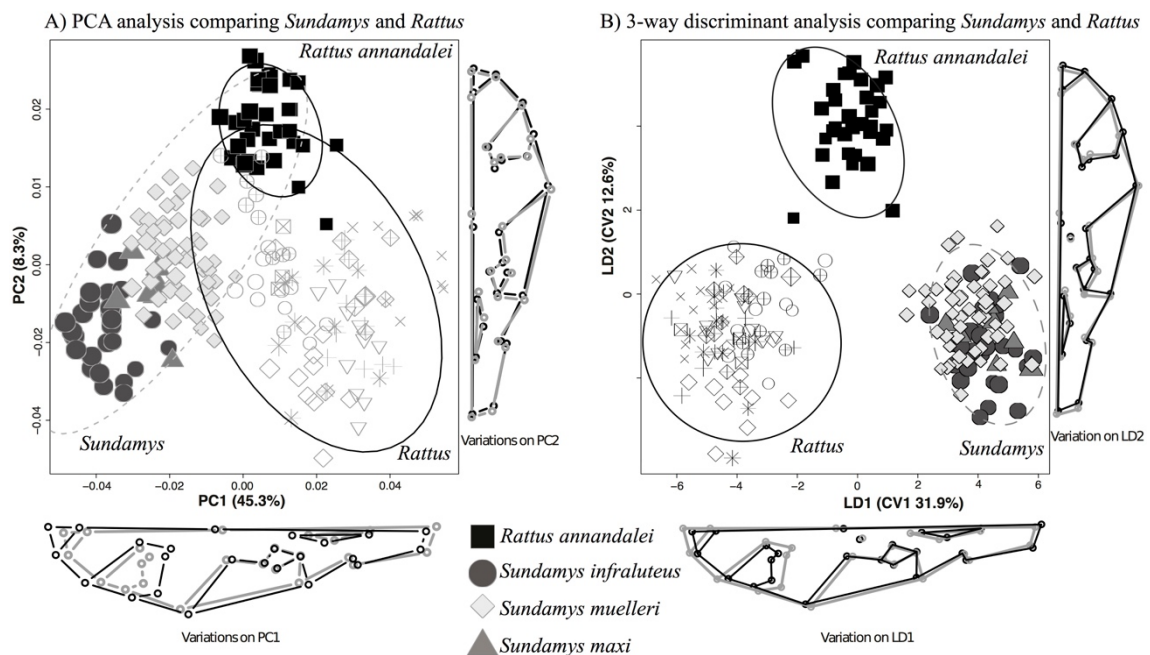 A) PCA analysis comparing Sundamys and Rattus
B) 3-way discriminant analysis comparing Sundamys and Rattus
Rattus annandalei
PC2 (8.3%)
0.02
0.01
0.00
−0.02
−0.04
Sundamys
Rattus
−0.04
−0.02
0.00
0.02
0.04
PC1 (45.3%)
Variations on PC2
Variations on PC1
Rattus annandalei
LD2 (CV2 12.6%)
2
0
Rattus
Sundamys
−6
−4
−2
0
2
4
6
LD1 (CV1 31.9%)
Variation on LD2
Variation on LD1
Rattus annandalei
Sundamys infraluteus
Sundamys muelleri
Sundamys maxi